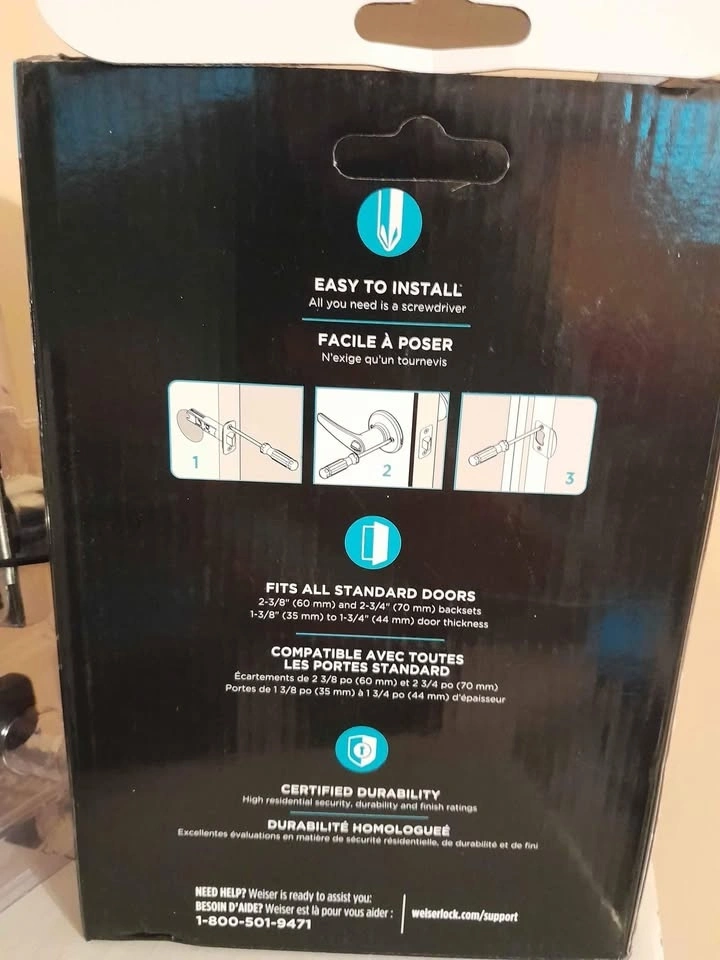 EASY TO INSTALL
All you need is a screwdriver
FACILE À POSER
N'exige qu'un tournevis
1
2
3
FITS ALL STANDARD DOORS
2-3/8" (60 mm) and 2-3/4" (70 mm) backsets
1-3/8" (35 mm) to 1-3/4" (44 mm) door thickness
COMPATIBLE AVEC TOUTES
LES PORTES STANDARD
Écartements de 2 3/8 po (60 mm) et 2 3/4 po (70 mm)
Portes de 1 3/8 po (35 mm) à 1 3/4 po (44 mm) d'épaisseur
CERTIFIED DURABILITY
High residential security, durability and finish ratings
DURABILITÉ HOMOLOGUEÉ
Excellentes évaluations en matière de sécurité résidentielle, de durabilité et de fini
NEED HELP? Weiser is ready to assist you:
BESOIN D'AIDE? Weiser est là pour vous aider :
1-800-501-9471
weiserlock.com/support